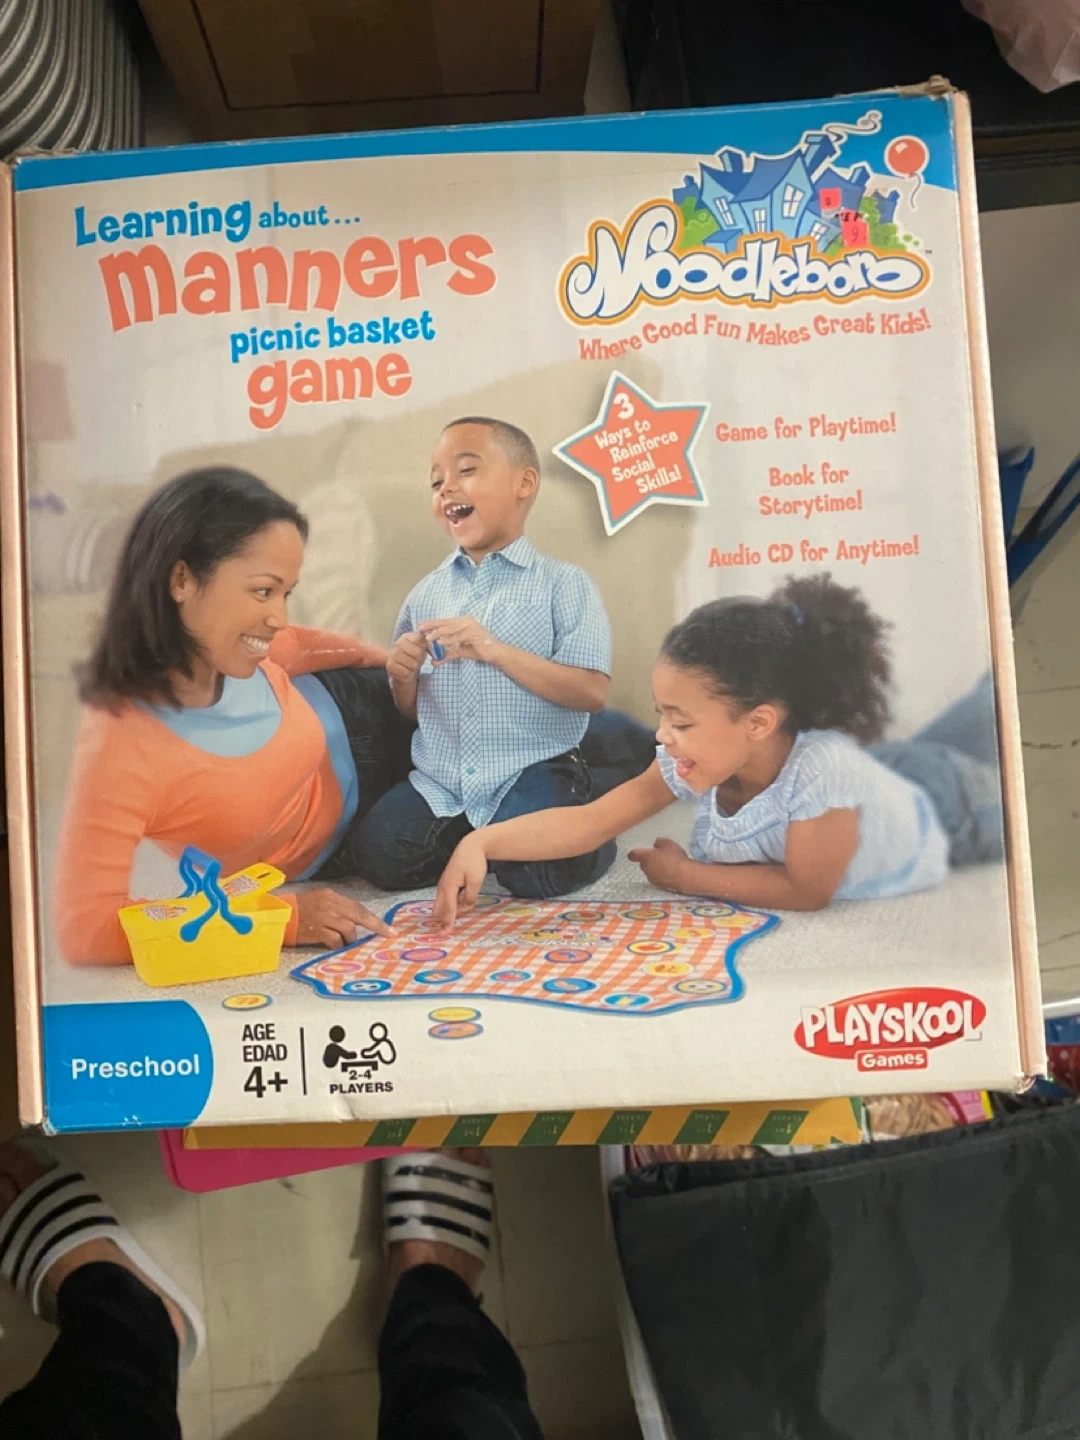 Learning about...
manners
picnic basket
game
Noodleboro™
Where Good Fun Makes Great Kids!
3
Ways to
Reinforce
Social
Skills!
Game for Playtime!
Book for
Storytime!
Audio CD for Anytime!
Preschool
AGE
EDAD
4+
2-4
PLAYERS
PLAYSKOOL
Games